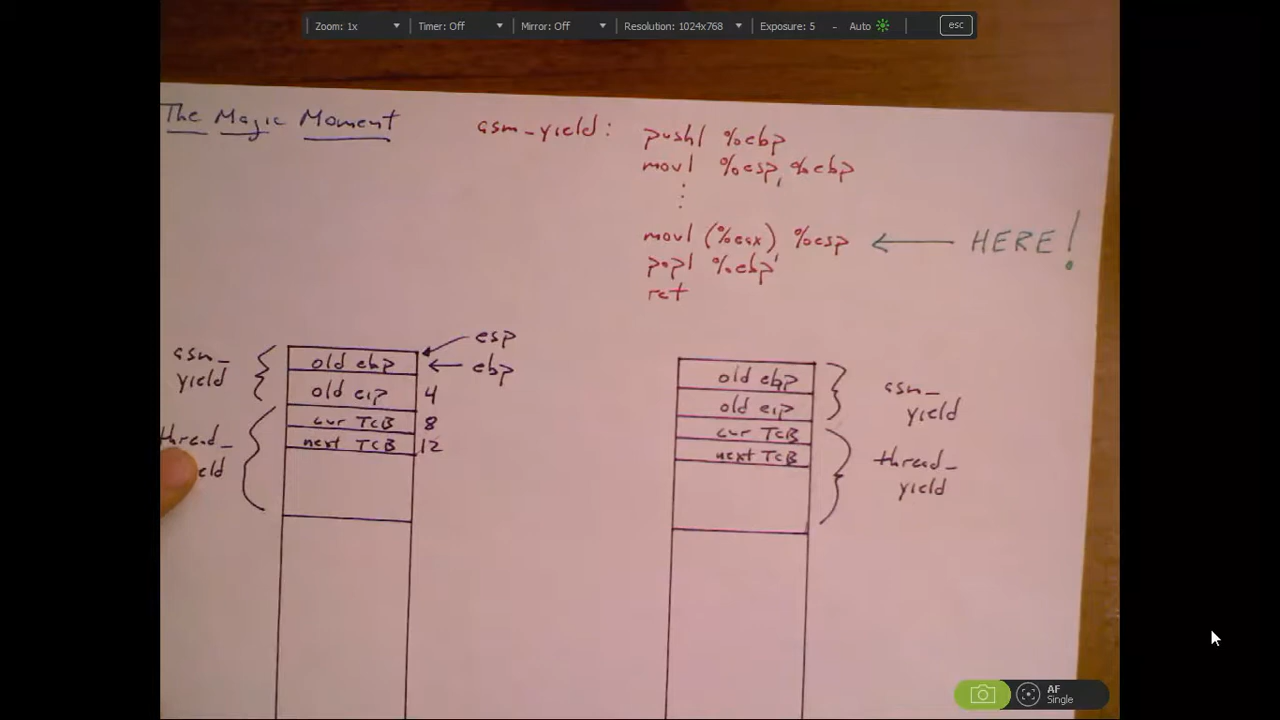 Zoom: 1x Timer: Off Mirror: Off Resolution: 1024x768 Exposure: 5 - Auto esc
The Magic Moment
asm_yield:
pushl %ebp
movl %esp, %ebp
⋮
movl (%eax), %esp ← HERE!
popl %ebp
ret
asm_
yield
old ebp
old eip
cur TCB
next TCB
4
8
12
esp
ebp
thread_
old ebp
old eip
cur TCB
next TCB
asm_
yield
thread_
yield
AF
Single